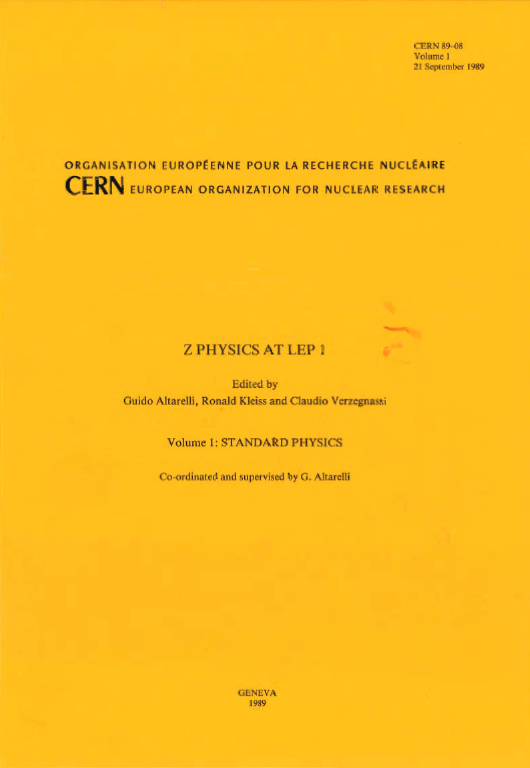 CERN 89-08
Volume 1
21 September 1989
ORGANISATION EUROPÉENNE POUR LA RECHERCHE NUCLÉAIRE
CERN EUROPEAN ORGANIZATION FOR NUCLEAR RESEARCH
Z PHYSICS AT LEP 1
Edited by
Guido Altarelli, Ronald Kleiss and Claudio Verzegnassi
Volume 1: STANDARD PHYSICS
Co-ordinated and supervised by G. Altarelli
GENEVA
1989